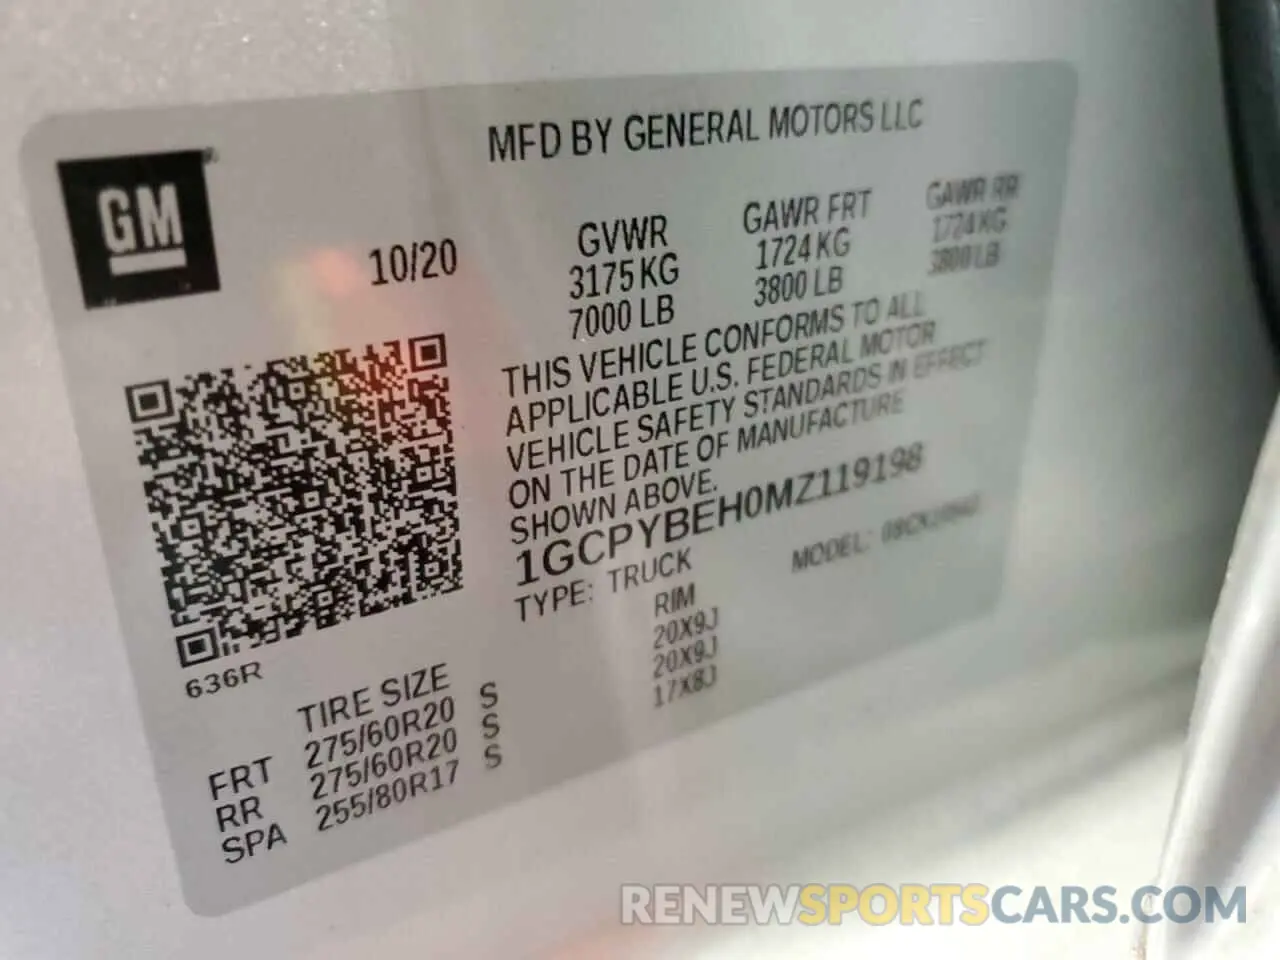 MFD BY GENERAL MOTORS LLC
GM
10/20
GVWR GAWR FRT GAWR RR
3175 KG 1724 KG 1724 KG
7000 LB 3800 LB 3800 LB
THIS VEHICLE CONFORMS TO ALL
APPLICABLE U.S. FEDERAL MOTOR
VEHICLE SAFETY STANDARDS IN EFFECT
ON THE DATE OF MANUFACTURE
SHOWN ABOVE.
1GCPYBEH0MZ119198
TYPE: TRUCK MODEL:
636R
TIRE SIZE RIM
FRT 275/60R20 S 20X9J
RR 275/60R20 S 20X9J
SPA 255/80R17 S 17X8J
RENEWSPORTSCARS.COM